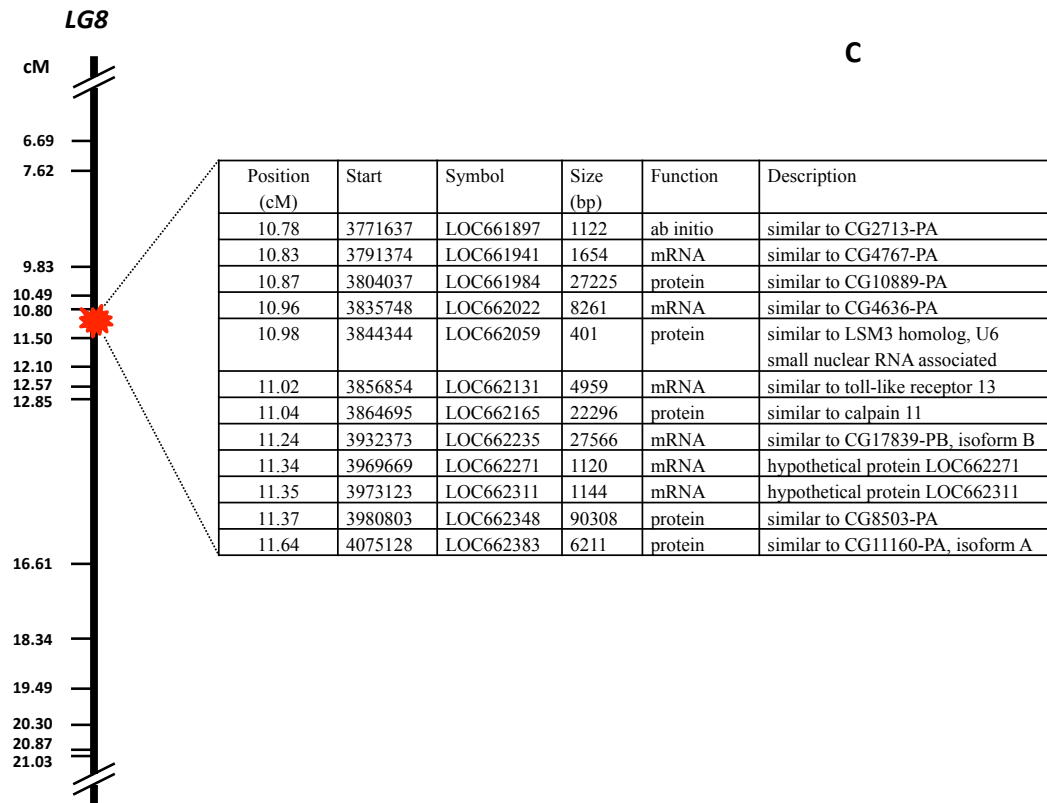 LG8
cM
C
6.69
7.62
9.83
10.49
10.80
11.50
12.10
12.57
12.85
16.61
18.34
19.49
20.30
20.87
21.03
Position (cM) Start Symbol Size (bp) Function Description
10.78 3771637 LOC661897 1122 ab initio similar to CG2713-PA
10.83 3791374 LOC661941 1654 mRNA similar to CG4767-PA
10.87 3804037 LOC661984 27225 protein similar to CG10889-PA
10.96 3835748 LOC662022 8261 mRNA similar to CG4636-PA
10.98 3844344 LOC662059 401 protein similar to LSM3 homolog, U6
small nuclear RNA associated
11.02 3856854 LOC662131 4959 mRNA similar to toll-like receptor 13
11.04 3864695 LOC662165 22296 protein similar to calpain 11
11.24 3932373 LOC662235 27566 mRNA similar to CG17839-PB, isoform B
11.34 3969669 LOC662271 1120 mRNA hypothetical protein LOC662271
11.35 3973123 LOC662311 1144 mRNA hypothetical protein LOC662311
11.37 3980803 LOC662348 90308 protein similar to CG8503-PA
11.64 4075128 LOC662383 6211 protein similar to CG11160-PA, isoform A